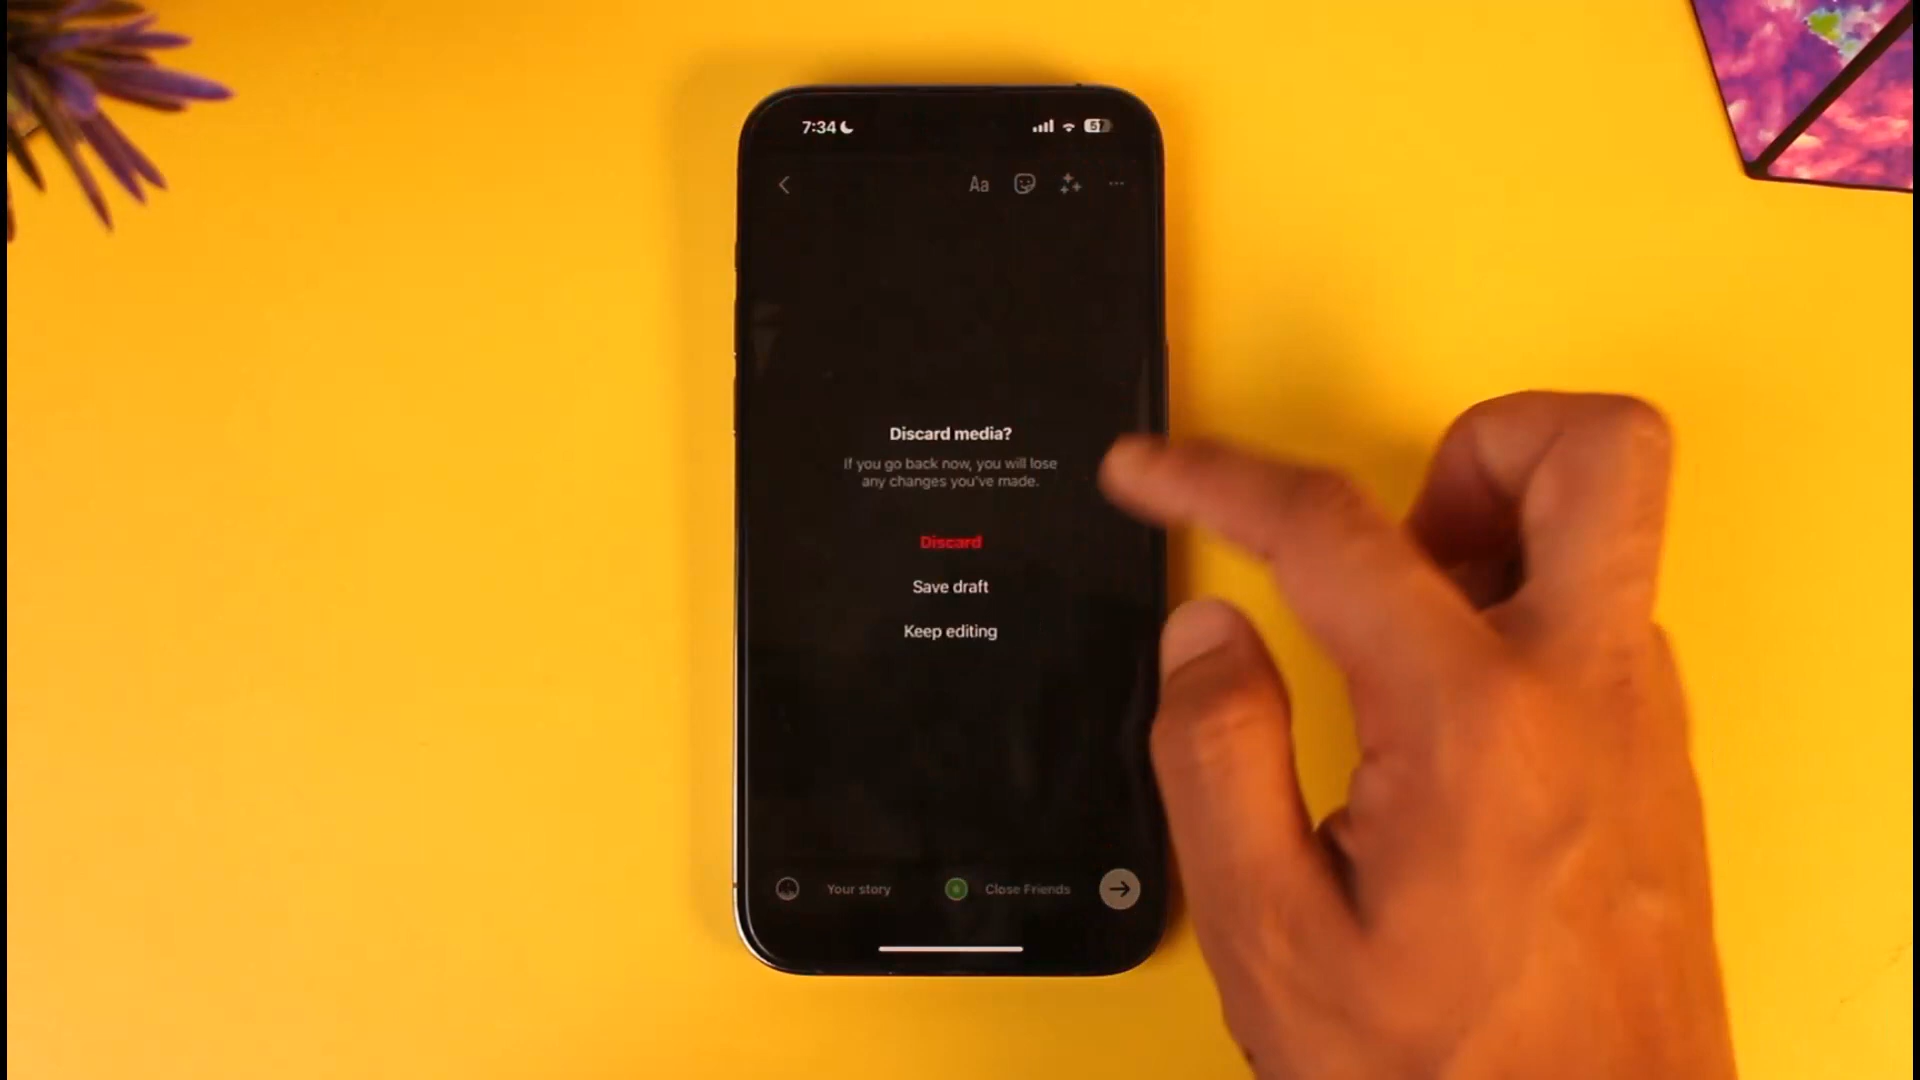 7:34
57
Aa
Discard media?
If you go back now, you will lose
any changes you've made.
Discard
Save draft
Keep editing
Your story
Close Friends